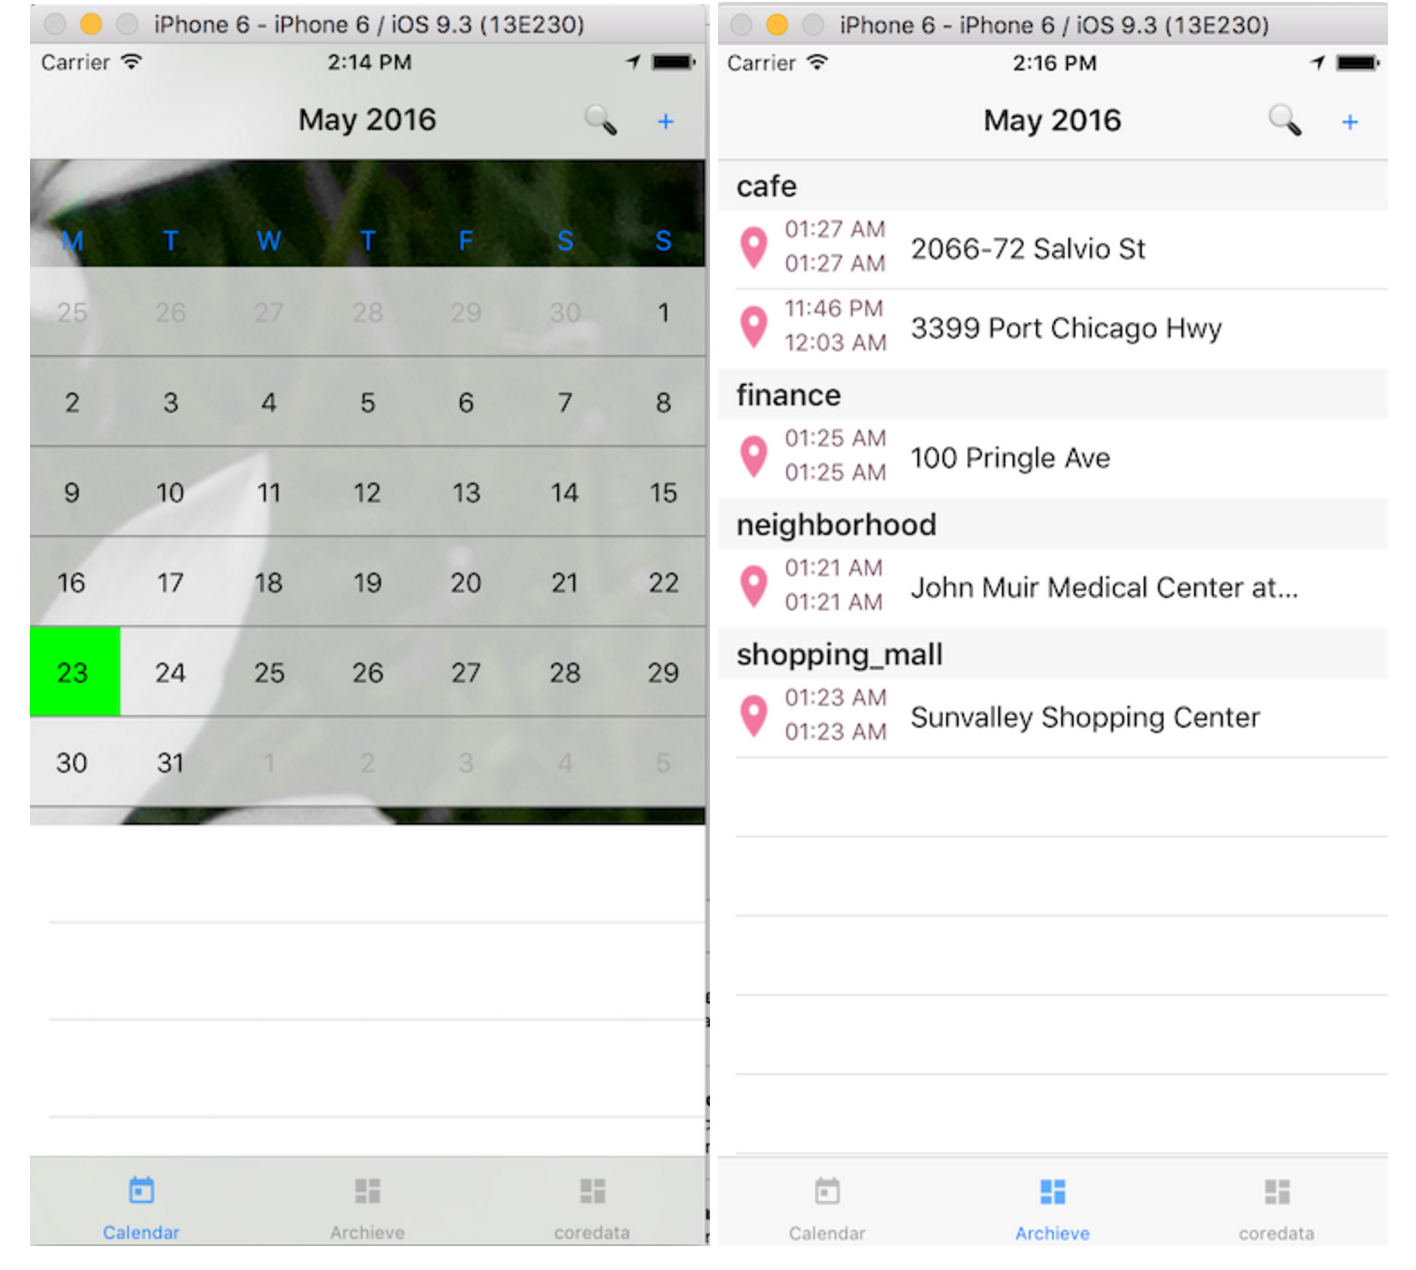 iPhone 6 - iPhone 6 / iOS 9.3 (13E230)
Carrier 2:14 PM
May 2016 +
M T W T F S S
25 26 27 28 29 30 1
2 3 4 5 6 7 8
9 10 11 12 13 14 15
16 17 18 19 20 21 22
23 24 25 26 27 28 29
30 31 1 2 3 4 5
Calendar Archieve coredata
iPhone 6 - iPhone 6 / iOS 9.3 (13E230)
Carrier 2:16 PM
May 2016 +
cafe
01:27 AM
01:27 AM
2066-72 Salvio St
11:46 PM
12:03 AM
3399 Port Chicago Hwy
finance
01:25 AM
01:25 AM
100 Pringle Ave
neighborhood
01:21 AM
01:21 AM
John Muir Medical Center at...
shopping_mall
01:23 AM
01:23 AM
Sunvalley Shopping Center
Calendar Archieve coredata